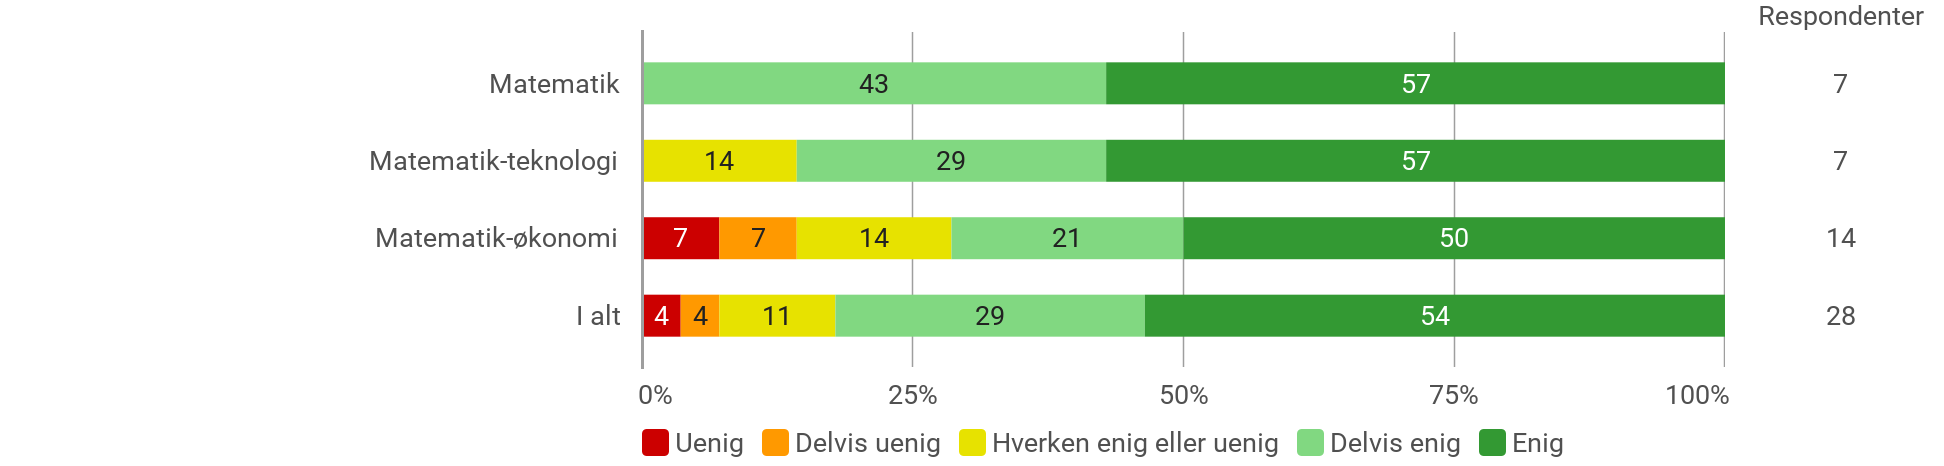 Respondenter
Matematik 43 57 7
Matematik-teknologi 14 29 57 7
Matematik-økonomi 7 7 14 21 50 14
I alt 4 4 11 29 54 28
0% 25% 50% 75% 100%
Uenig Delvis uenig Hverken enig eller uenig Delvis enig Enig